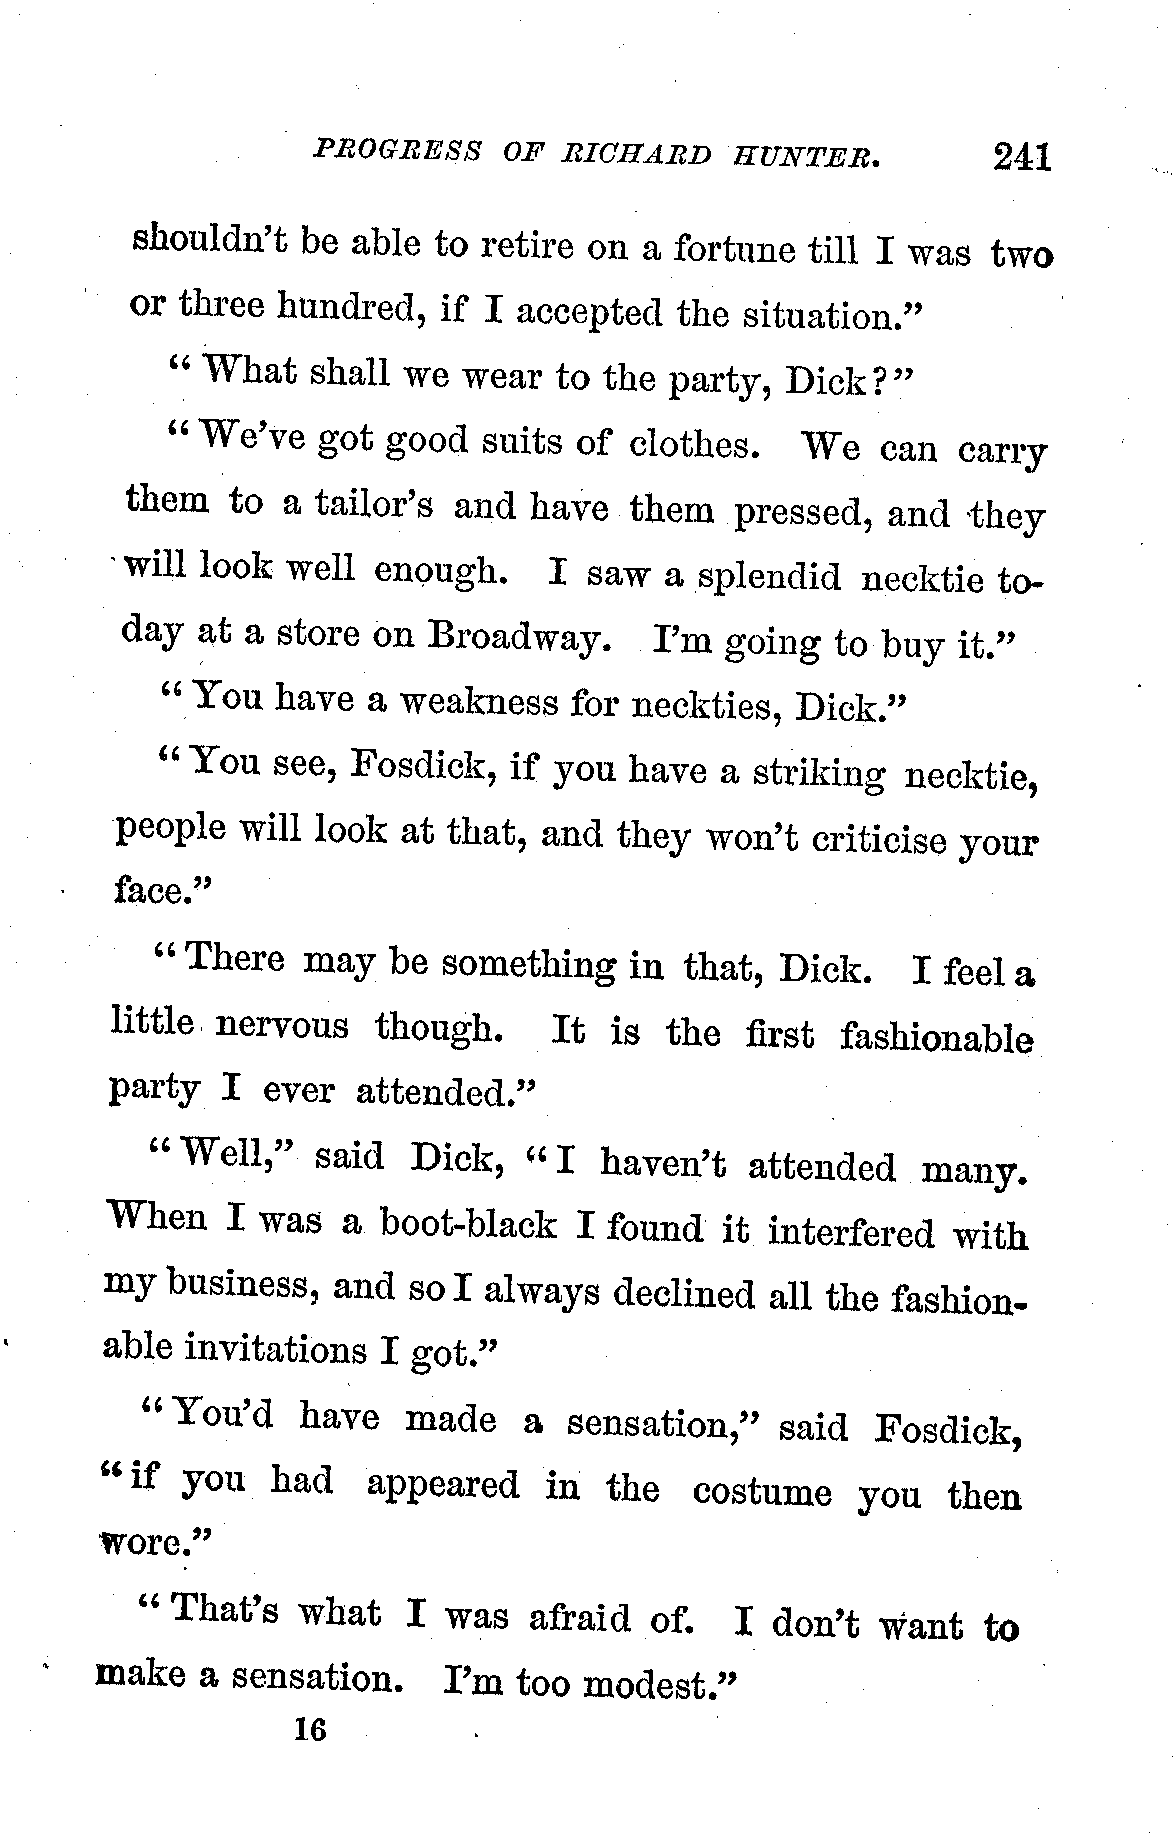 PROGRESS OF RICHARD HUNTER. 241
shouldn't be able to retire on a fortune till I was two
or three hundred, if I accepted the situation."
"What shall we wear to the party, Dick?"
"We've got good suits of clothes. We can carry
them to a tailor's and have them pressed, and they
will look well enough. I saw a splendid necktie to-
day at a store on Broadway. I'm going to buy it."
"You have a weakness for neckties, Dick."
"You see, Fosdick, if you have a striking necktie,
people will look at that, and they won't criticise your
face."
"There may be something in that, Dick. I feel a
little nervous though. It is the first fashionable
party I ever attended."
"Well," said Dick, "I haven't attended many.
When I was a boot-black I found it interfered with
my business, and so I always declined all the fashion-
able invitations I got."
"You'd have made a sensation," said Fosdick,
"if you had appeared in the costume you then
wore."
"That's what I was afraid of. I don't want to
make a sensation. I'm too modest."
16